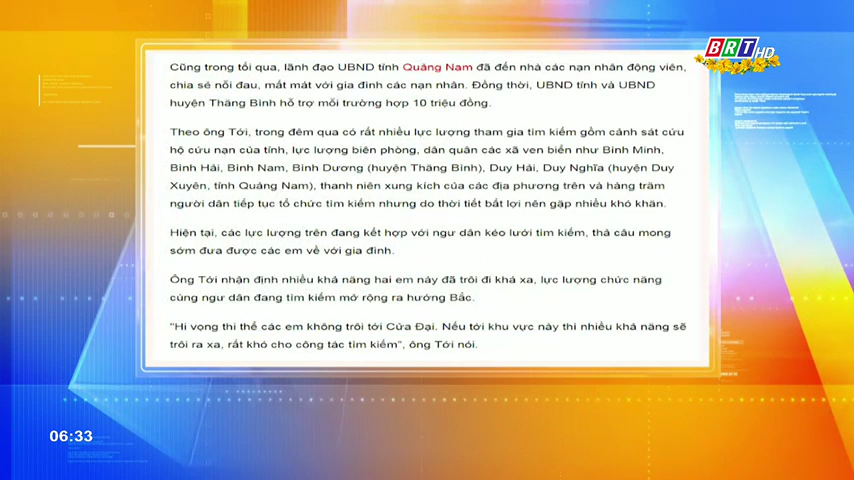 BRT HD
Cũng trong tối qua, lãnh đạo UBND tỉnh Quảng Nam đã đến nhà các nạn nhân động viên,
chia sẻ nỗi đau, mất mát với gia đình các nạn nhân. Đồng thời, UBND tỉnh và UBND
huyện Thăng Bình hỗ trợ mỗi trường hợp 10 triệu đồng.
Theo ông Tới, trong đêm qua có rất nhiều lực lượng tham gia tìm kiếm gồm cảnh sát cứu
hộ cứu nạn của tỉnh, lực lượng biên phòng, dân quân các xã ven biển như Bình Minh,
Bình Hải, Bình Nam, Bình Dương (huyện Thăng Bình), Duy Hải, Duy Nghĩa (huyện Duy
Xuyên, tỉnh Quảng Nam), thanh niên xung kích của các địa phương trên và hàng trăm
người dân tiếp tục tổ chức tìm kiếm nhưng do thời tiết bất lợi nên gặp nhiều khó khăn.
Hiện tại, các lực lượng trên đang kết hợp với ngư dân kéo lưới tìm kiếm, thả câu mong
sớm đưa được các em về với gia đình.
Ông Tới nhận định nhiều khả năng hai em này đã trôi đi khá xa, lực lượng chức năng
cùng ngư dân đang tìm kiếm mở rộng ra hướng Bắc.
"Hi vọng thi thể các em không trôi tới Cửa Đại. Nếu tới khu vực này thì nhiều khả năng sẽ
trôi ra xa, rất khó cho công tác tìm kiếm", ông Tới nói.
06:33